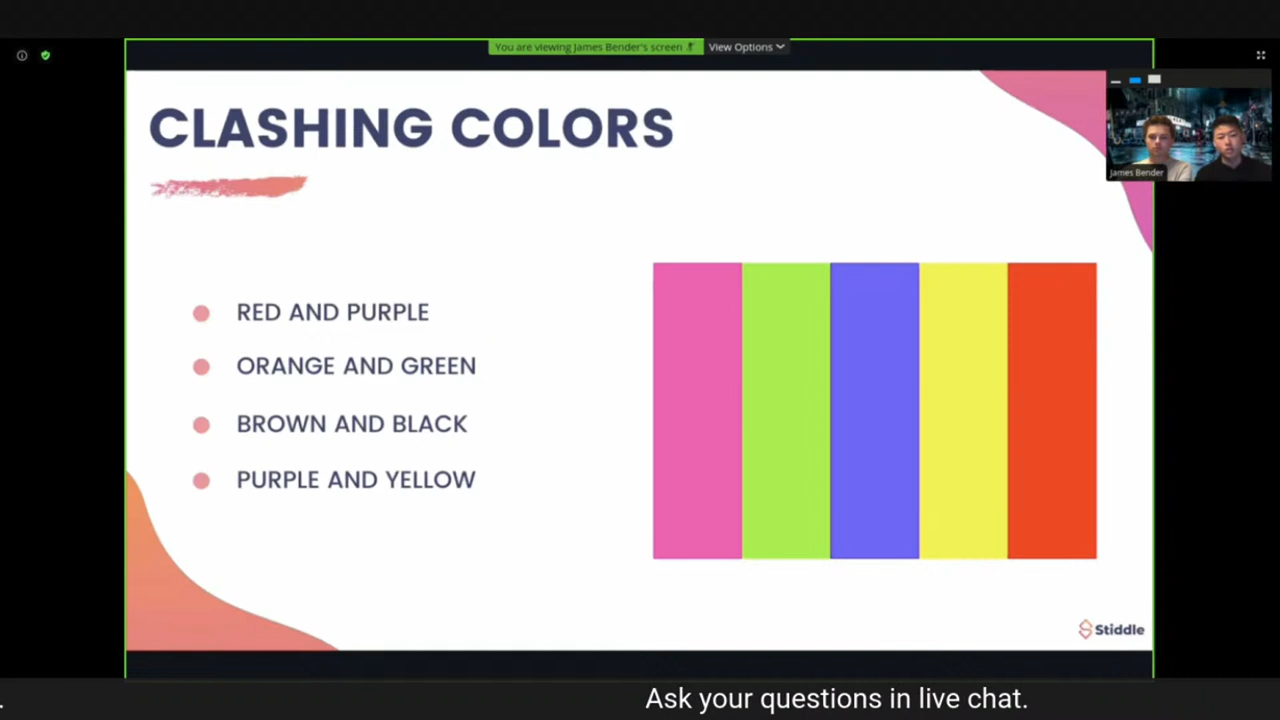 You are viewing James Bender's screen
View Options
CLASHING COLORS
James Bender
RED AND PURPLE
ORANGE AND GREEN
BROWN AND BLACK
PURPLE AND YELLOW
Stiddle
. Ask your questions in live chat.